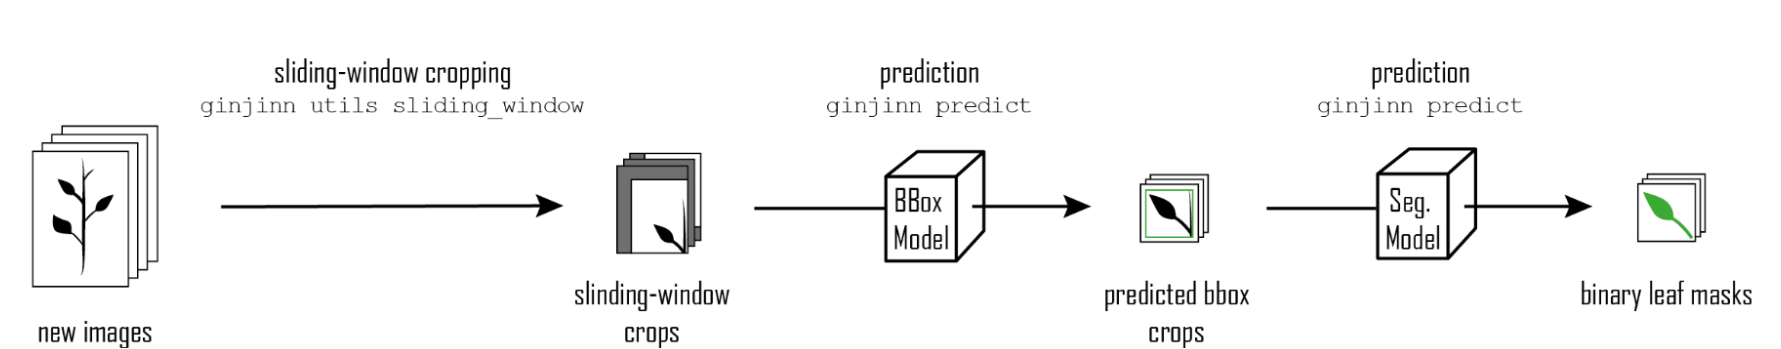 sliding-window cropping
ginjinn utils sliding_window
prediction
ginjinn predict
prediction
ginjinn predict
BBox
Model
Seg.
Model
new images
slinding-window
crops
predicted bbox
crops
binary leaf masks